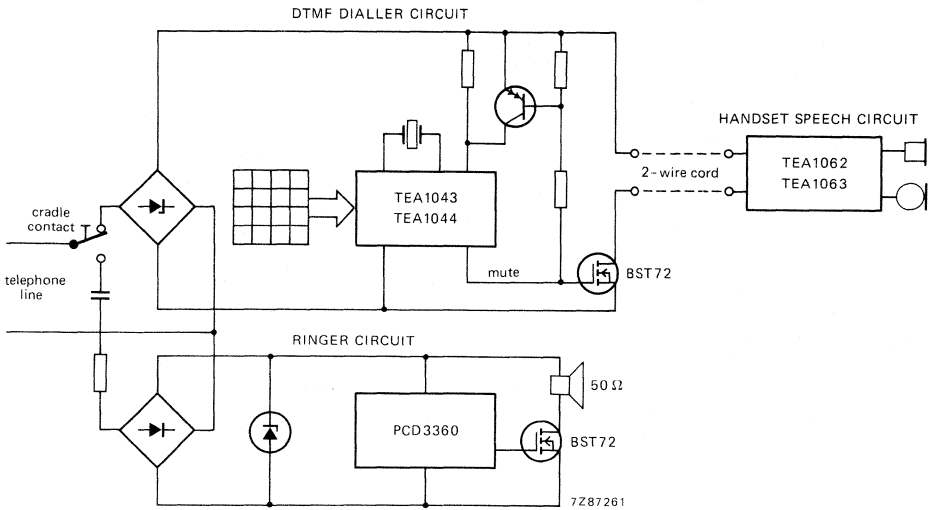 DTMF DIALLER CIRCUIT
HANDSET SPEECH CIRCUIT
TEA1043
TEA1044
2-wire cord
TEA1062
TEA1063
cradle
contact
telephone
line
mute
BST72
RINGER CIRCUIT
50 Ω
PCD3360
BST72
7Z87261